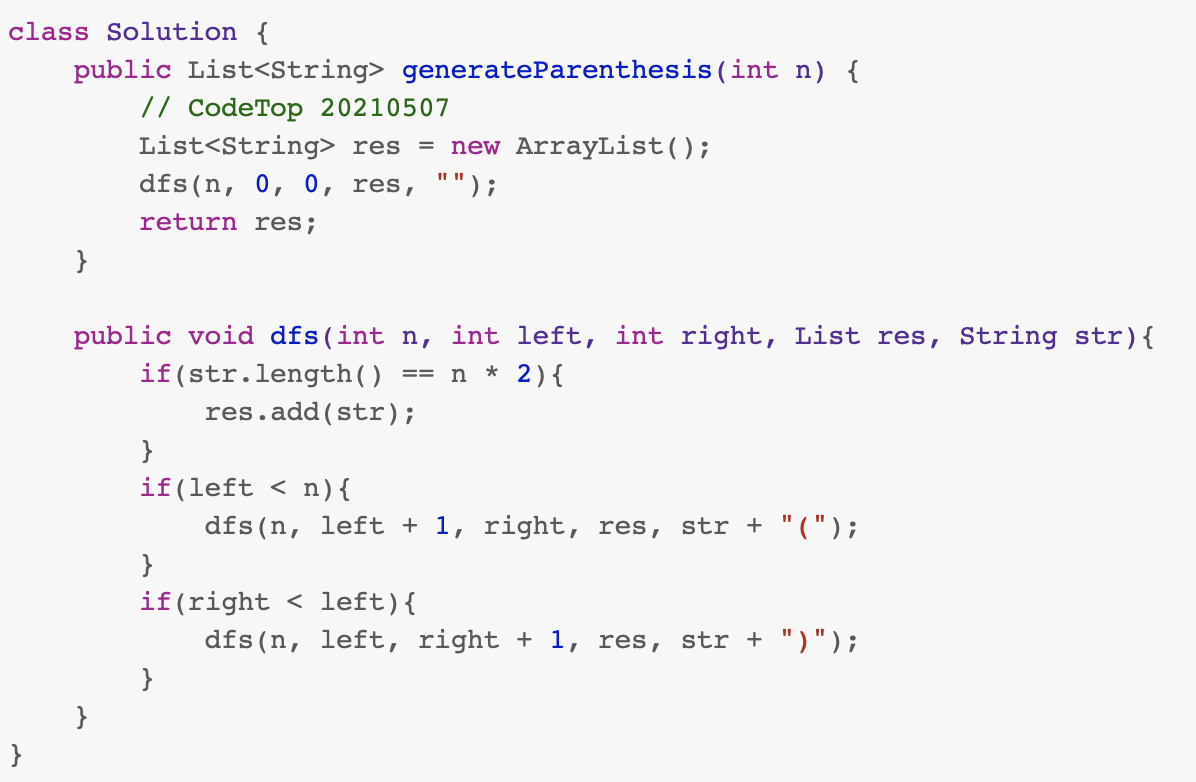 class Solution {
    public List<String> generateParenthesis(int n) {
        // CodeTop 20210507
        List<String> res = new ArrayList();
        dfs(n, 0, 0, res, "");
        return res;
    }

    public void dfs(int n, int left, int right, List res, String str){
        if(str.length() == n * 2){
            res.add(str);
        }
        if(left < n){
            dfs(n, left + 1, right, res, str + "(");
        }
        if(right < left){
            dfs(n, left, right + 1, res, str + ")");
        }
    }
}